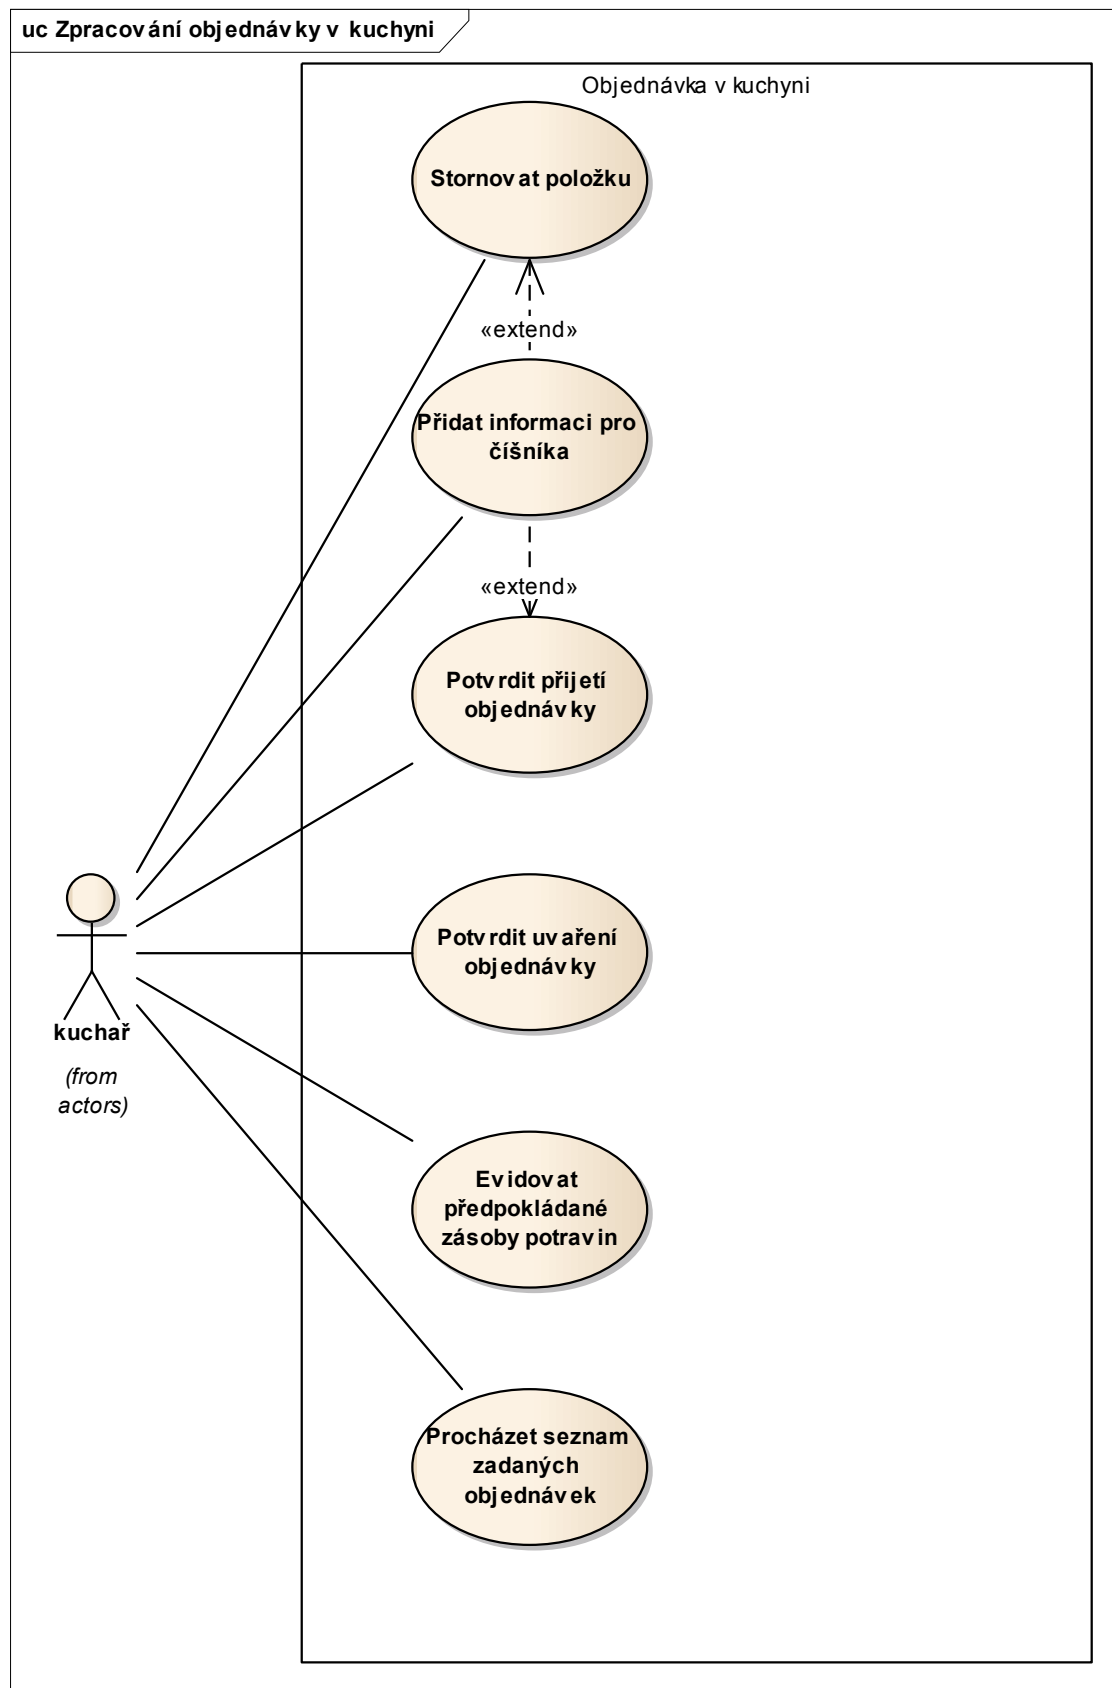 uc Zpracování objednávky v kuchyni
Objednávka v kuchyni
Stornovat položku
«extend»
Přidat informaci pro
číšníka
«extend»
Potvrdit přijetí
objednávky
Potvrdit uvaření
objednávky
kuchař
(from
actors)
Evidovat
předpokládané
zásoby potravin
Procházet seznam
zadaných
objednávek